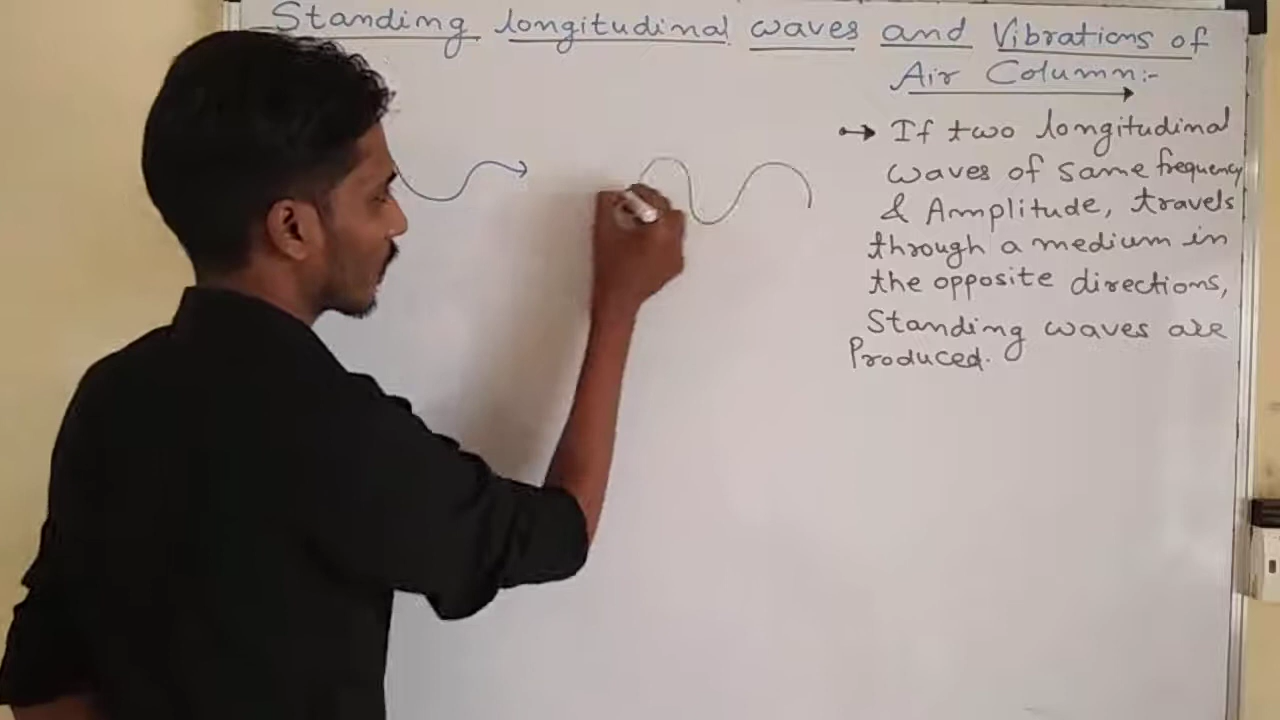 Standing longitudinal waves and Vibrations of
Air Column:-
→ If two longitudinal
waves of same frequency
& Amplitude, travels
through a medium in
the opposite directions,
Standing waves are
Produced.